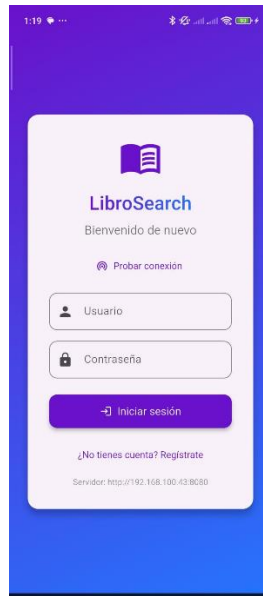 1:19
LibroSearch
Bienvenido de nuevo
Probar conexión
Usuario
Contraseña
Iniciar sesión
¿No tienes cuenta? Regístrate
Servidor: http://192.168.100.43:8080